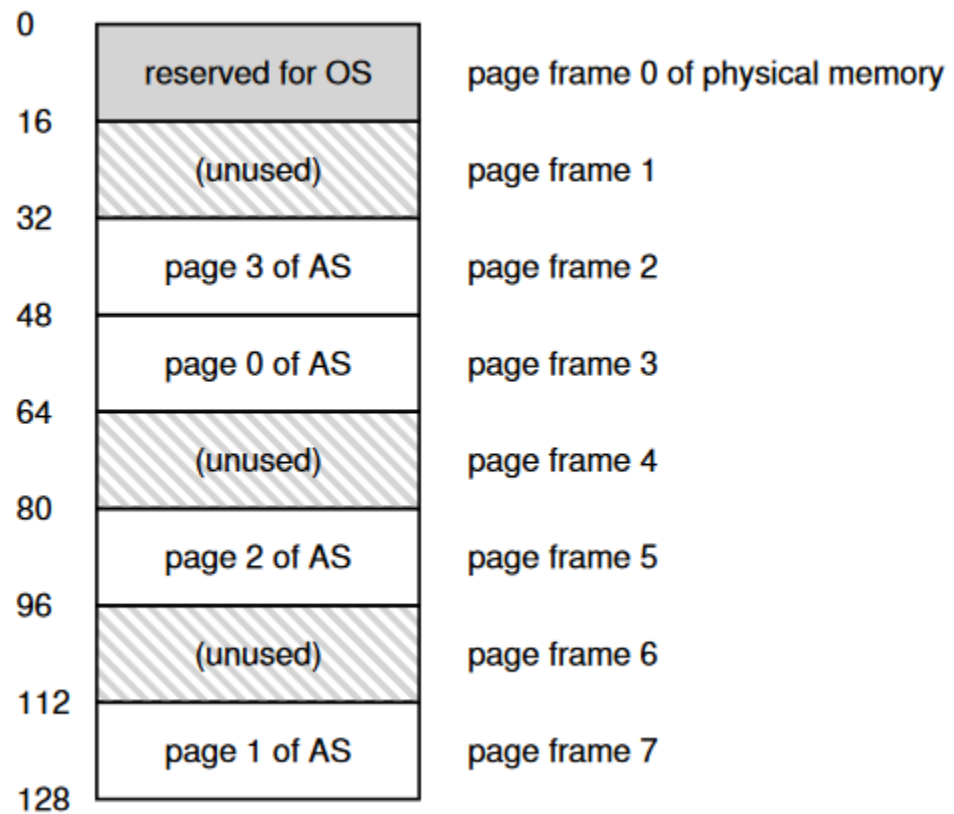 0
reserved for OS page frame 0 of physical memory
16
(unused) page frame 1
32
page 3 of AS page frame 2
48
page 0 of AS page frame 3
64
(unused) page frame 4
80
page 2 of AS page frame 5
96
(unused) page frame 6
112
page 1 of AS page frame 7
128